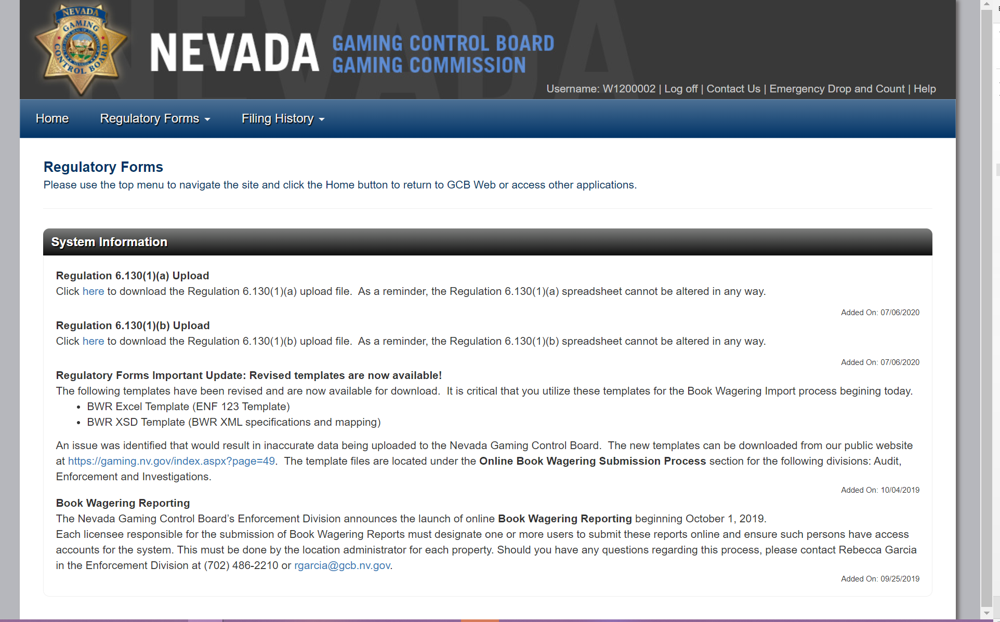 NEVADA
GAMING
CONTROL BOARD
NEVADA
GAMING CONTROL BOARD
GAMING COMMISSION
Username: W1200002 | Log off | Contact Us | Emergency Drop and Count | Help
Home Regulatory Forms Filing History
Regulatory Forms
Please use the top menu to navigate the site and click the Home button to return to GCB Web or access other applications.
System Information
Regulation 6.130(1)(a) Upload
Click here to download the Regulation 6.130(1)(a) upload file.  As a reminder, the Regulation 6.130(1)(a) spreadsheet cannot be altered in any way.
Added On: 07/06/2020
Regulation 6.130(1)(b) Upload
Click here to download the Regulation 6.130(1)(b) upload file.  As a reminder, the Regulation 6.130(1)(b) spreadsheet cannot be altered in any way.
Added On: 07/06/2020
Regulatory Forms Important Update: Revised templates are now available!
The following templates have been revised and are now available for download.  It is critical that you utilize these templates for the Book Wagering Import process begining today.
• BWR Excel Template (ENF 123 Template)
• BWR XSD Template (BWR XML specifications and mapping)
An issue was identified that would result in inaccurate data being uploaded to the Nevada Gaming Control Board.  The new templates can be downloaded from our public website
at https://gaming.nv.gov/index.aspx?page=49.  The template files are located under the Online Book Wagering Submission Process section for the following divisions: Audit,
Enforcement and Investigations.
Added On: 10/04/2019
Book Wagering Reporting
The Nevada Gaming Control Board’s Enforcement Division announces the launch of online Book Wagering Reporting beginning October 1, 2019.
Each licensee responsible for the submission of Book Wagering Reports must designate one or more users to submit these reports online and ensure such persons have access
accounts for the system. This must be done by the location administrator for each property. Should you have any questions regarding this process, please contact Rebecca Garcia
in the Enforcement Division at (702) 486-2210 or rgarcia@gcb.nv.gov.
Added On: 09/25/2019